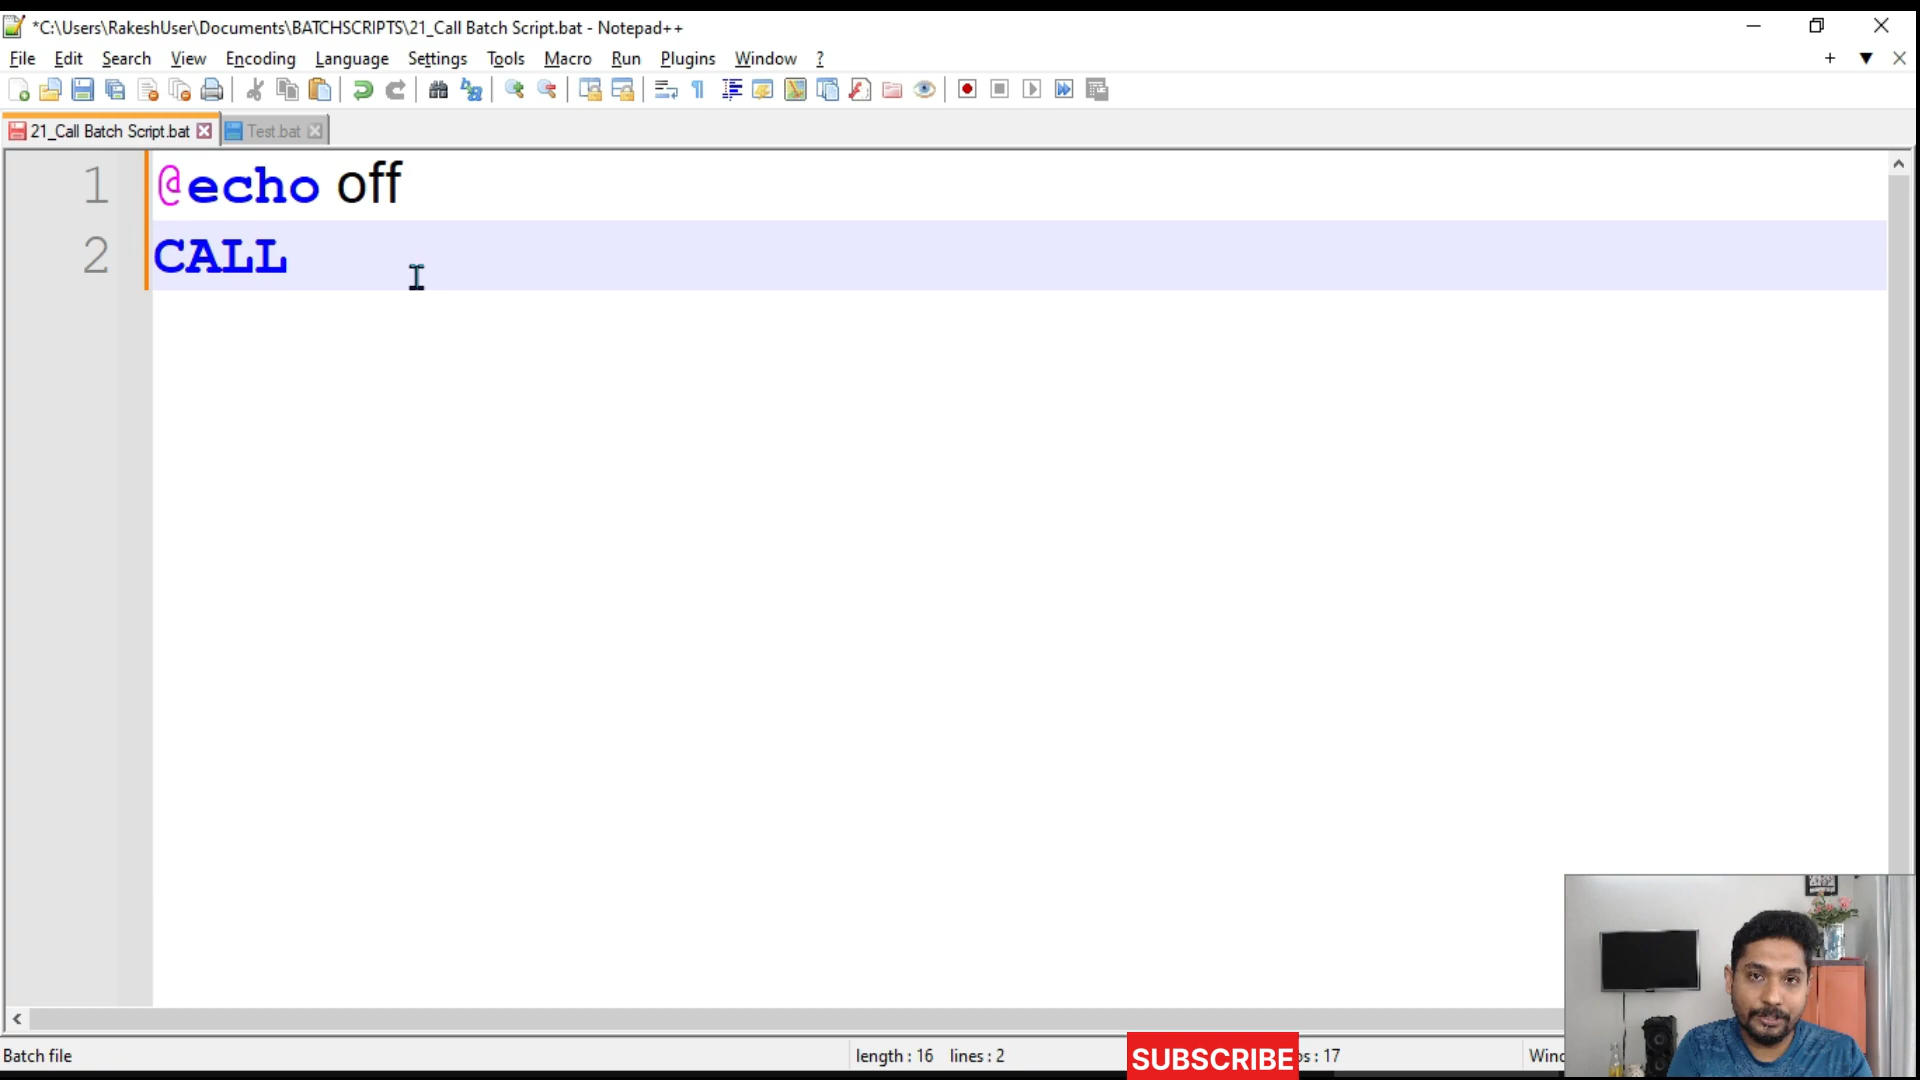 *C:\Users\RakeshUser\Documents\BATCHSCRIPTS\21_Call Batch Script.bat - Notepad++
File Edit Search View Encoding Language Settings Tools Macro Run Plugins Window ?
21_Call Batch Script.bat Test.bat
1 @echo off
2 CALL
Batch file length : 16 lines : 2 SUBSCRIBE os : 17 Winc